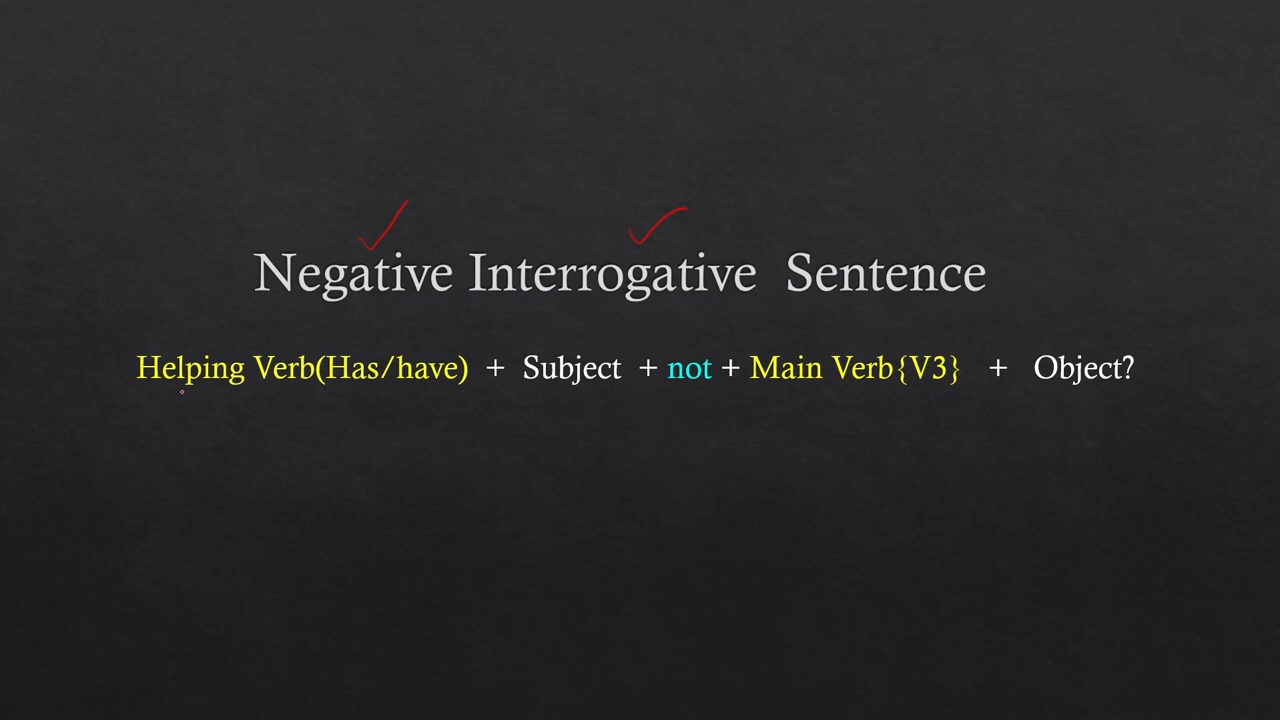 Negative Interrogative Sentence
Helping Verb(Has/have) + Subject + not + Main Verb{V3} + Object?